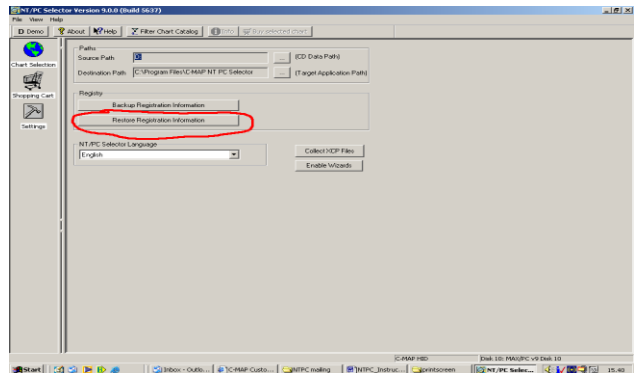 NT/PC Selector Version 9.0.0 (Build 5637)
File View Help
D Demo About Help Filter Chart Catalog Info Buy selected chart
Chart Selection
Shopping Cart
Settings
Paths
Source Path D: ... (CD Data Path)
Destination Path C:\Program Files\C-MAP NT PC Selector ... (Target Application Path)
Registry
Backup Registration Information
Restore Registration Information
NT/PC Selector Language
English
Collect XCP Files
Enable Wizards
C-MAP HID Disk ID: MAX/PC v9 Disk 10
Start Inbox - Outlo... C-MAP Custo... NTPC mailing NTPC_Instruc... printscreen NT/PC Selec... 15.40